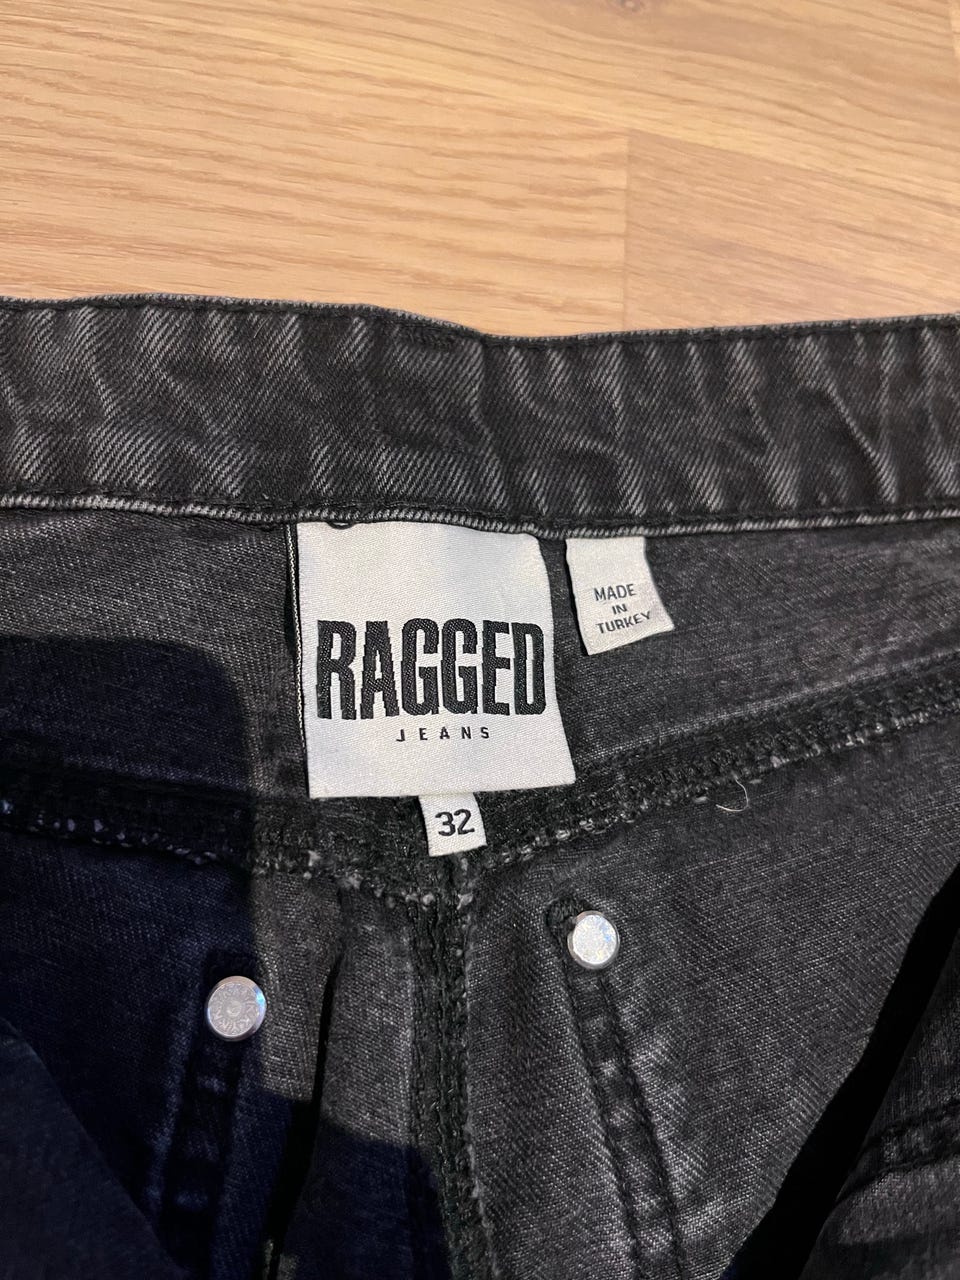 RAGGED
JEANS
32
MADE
IN
TURKEY